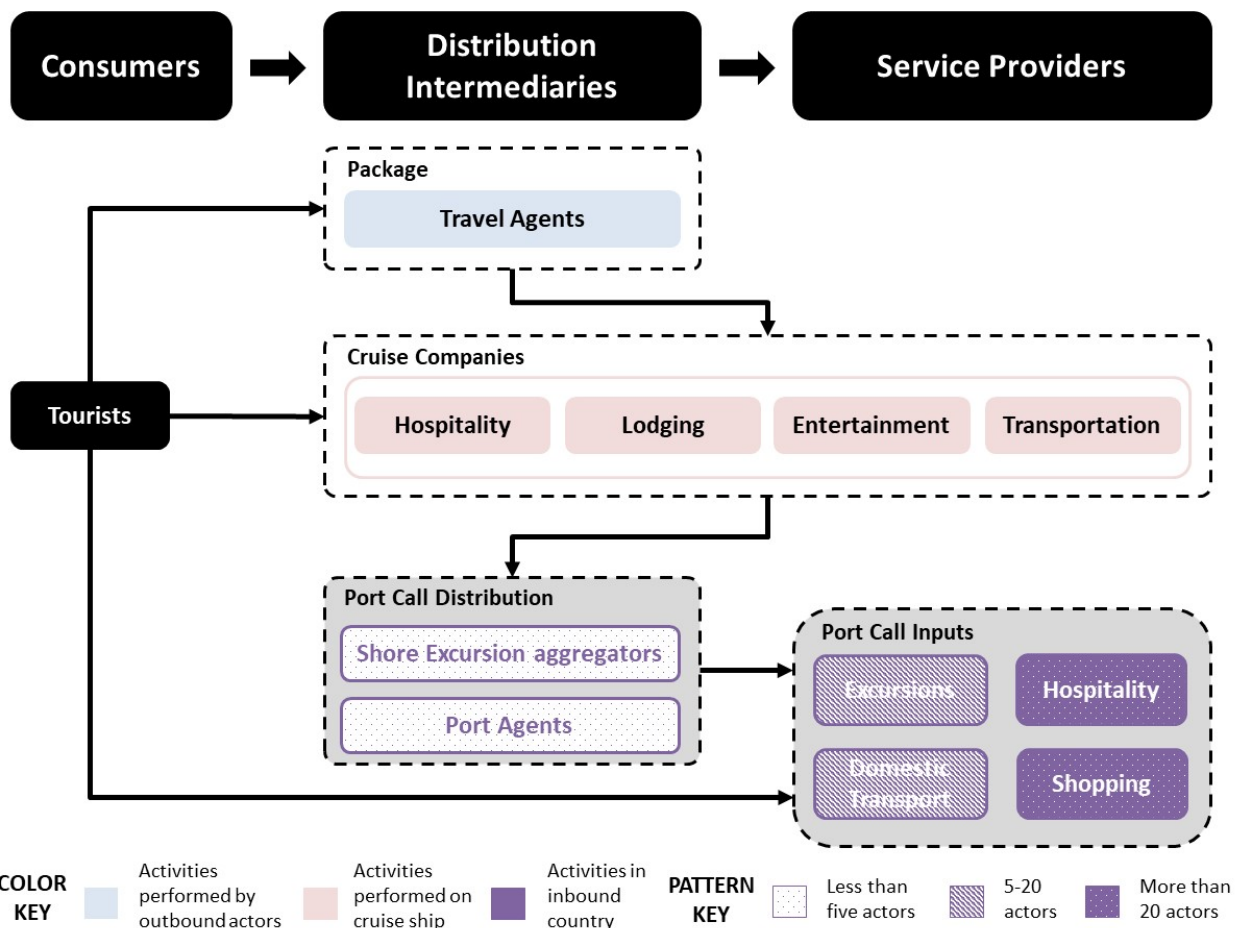 Consumers
Distribution
Intermediaries
Service Providers
Package
Travel Agents
Cruise Companies
Tourists
Hospitality
Lodging
Entertainment
Transportation
Port Call Distribution
Shore Excursion aggregators
Port Agents
Port Call Inputs
Excursions
Hospitality
Domestic
Transport
Shopping
COLOR
KEY
Activities
performed by
outbound actors
Activities
performed on
cruise ship
Activities in
inbound
country
PATTERN
KEY
Less than
five actors
5-20
actors
More than
20 actors